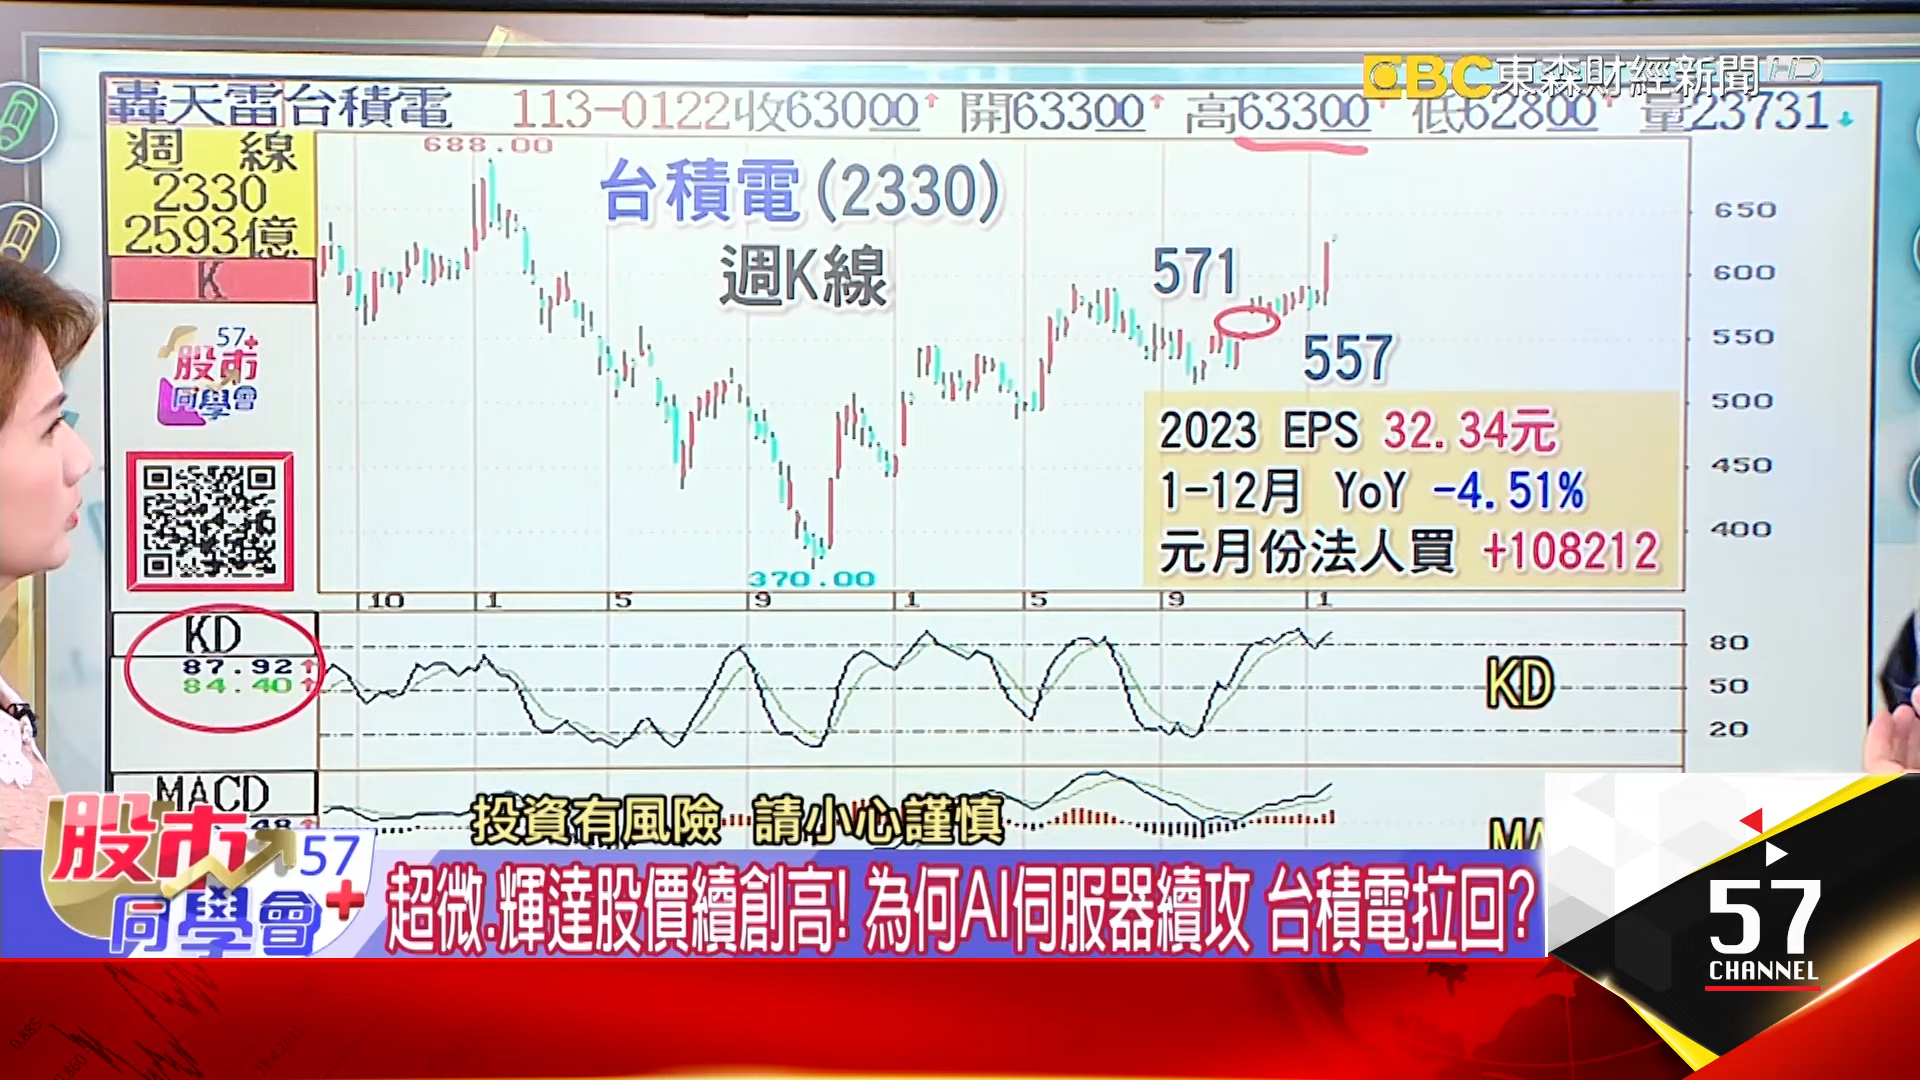 EBC 東森財經新聞 HD
轟天雷台積電 113-0122收63000↑ 開63300↑ 高63300↑ 低62800↑ 量23731↓
週 線
2330
2593億
K
688.00
台積電(2330)
週K線
571
557
650
600
550
500
450
400
57+
股市
同學會
2023 EPS 32.34元
1-12月 YoY -4.51%
元月份法人買 +108212
370.00
10 1 5 9 1 5 9 1
KD
87.92↑
84.40↑
KD
80
50
20
MACD
投資有風險 請小心謹慎
股市 57
同學會+
超微.輝達股價續創高! 為何AI伺服器續攻 台積電拉回?
57
CHANNEL